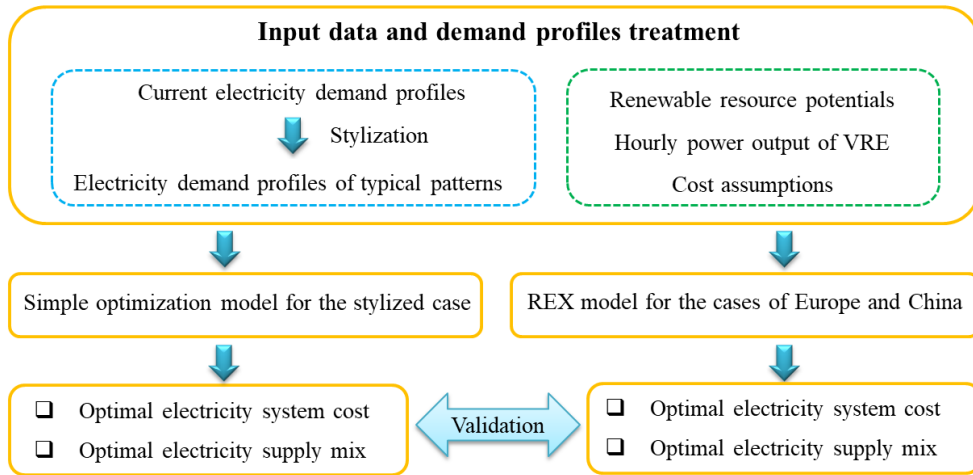 Input data and demand profiles treatment
Current electricity demand profiles
Stylization
Electricity demand profiles of typical patterns
Renewable resource potentials
Hourly power output of VRE
Cost assumptions
Simple optimization model for the stylized case
REX model for the cases of Europe and China
Optimal electricity system cost
Optimal electricity supply mix
Validation
Optimal electricity system cost
Optimal electricity supply mix